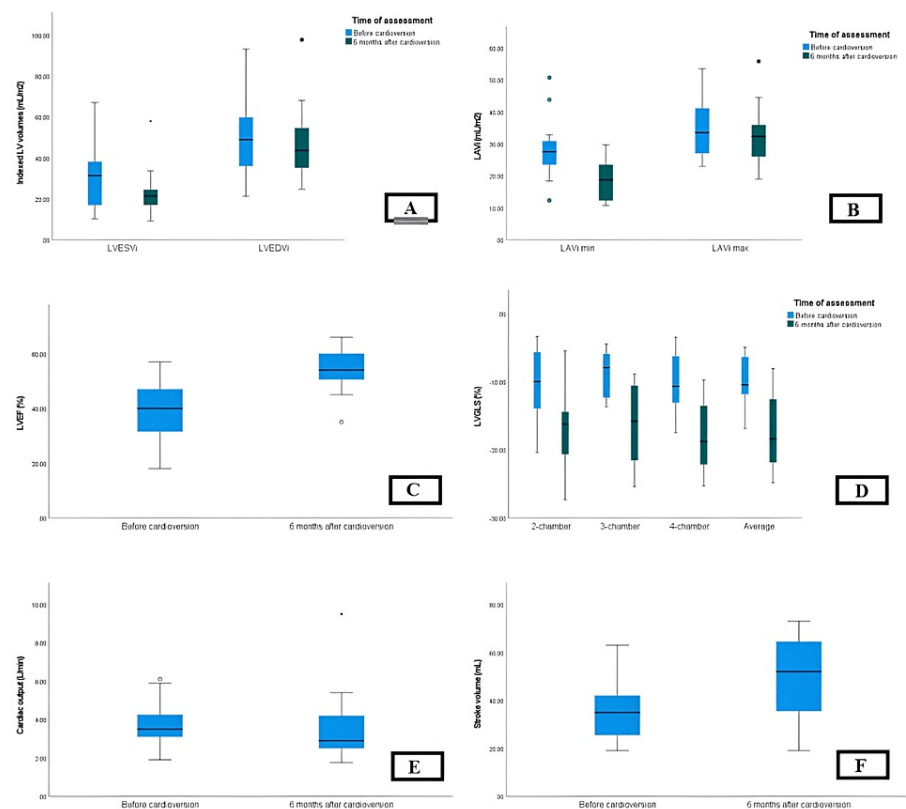 Time of assessment
Before cardioversion
6 months after cardioversion
Indexed LV volumes (mL/m2)
100.00
80.00
60.00
40.00
20.00
.00
LVESVi
LVEDVi
A
Time of assessment
Before cardioversion
6 months after cardioversion
LAVi (mL/m2)
60.00
50.00
40.00
30.00
20.00
10.00
.00
LAVi min
LAVi max
B
LVEF (%)
60.00
40.00
20.00
.00
Before cardioversion
6 months after cardioversion
C
Time of assessment
Before cardioversion
6 months after cardioversion
LVGLS (%)
.00
-10.00
-20.00
-30.00
2-chamber
3-chamber
4-chamber
Average
D
Cardiac output (L/min)
10.00
8.00
6.00
4.00
2.00
.00
Before cardioversion
6 months after cardioversion
E
Stroke volume (mL)
80.00
60.00
40.00
20.00
.00
Before cardioversion
6 months after cardioversion
F